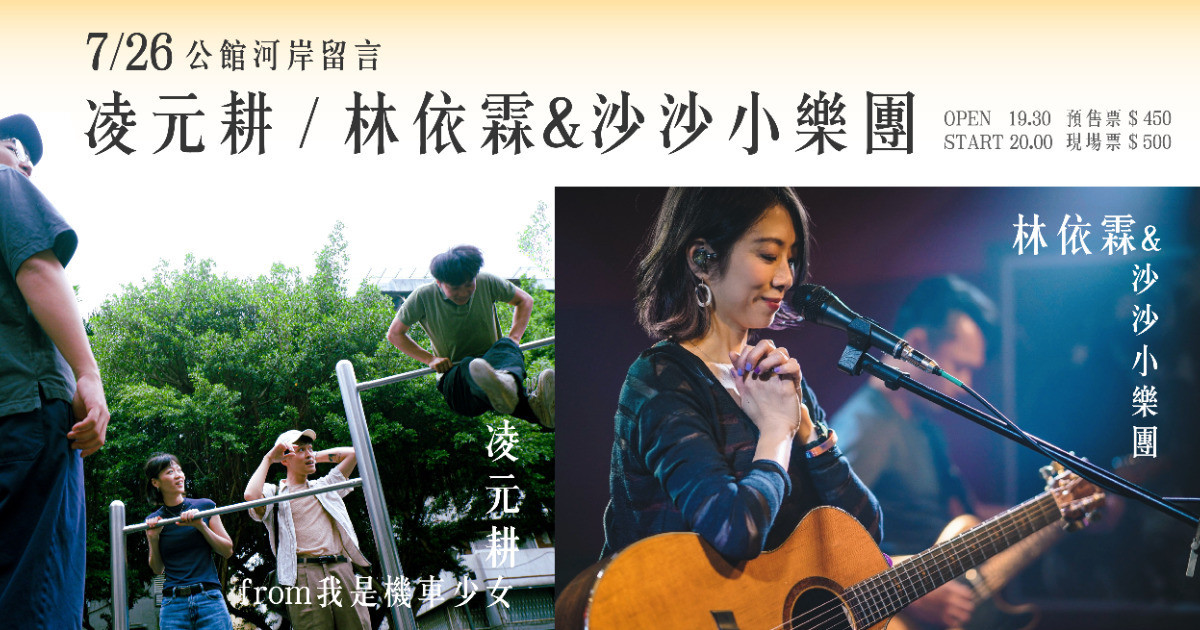 7/26 公館河岸留言
凌元耕 / 林依霖&沙沙小樂團
OPEN 19.30 預售票 $ 450
START 20.00 現場票 $ 500
凌元耕
from我是機車少女
林依霖&
沙沙小樂團